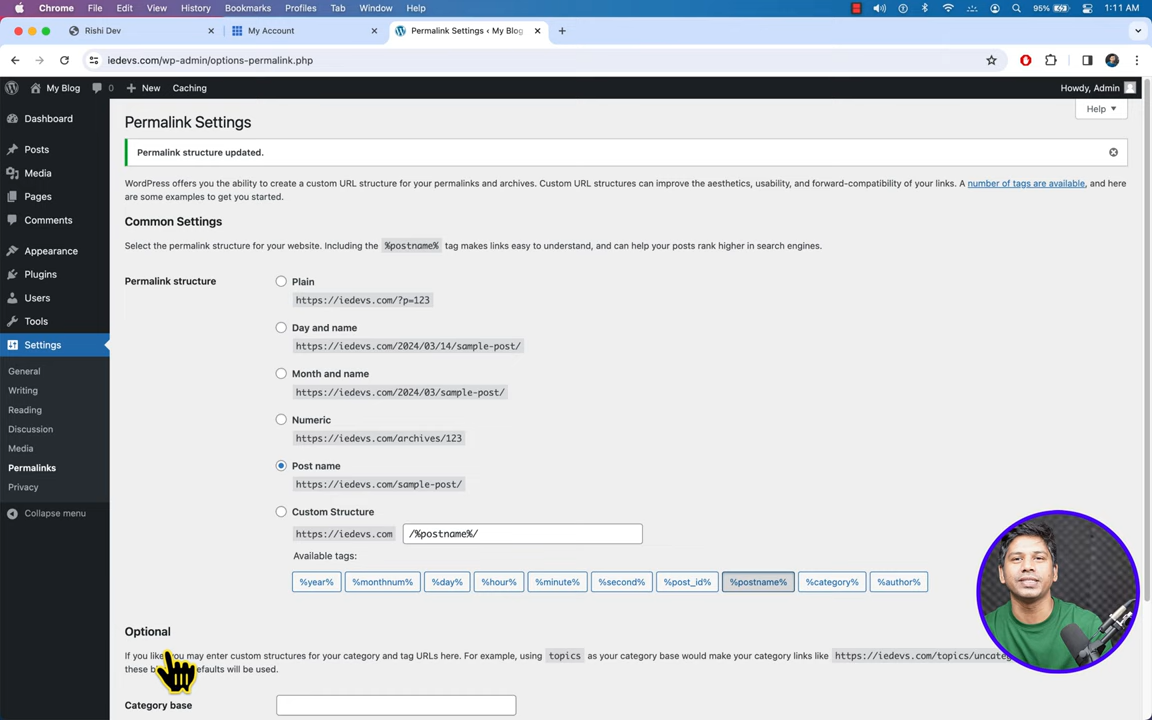 Chrome File Edit View History Bookmarks Profiles Tab Window Help 95% 1:11 AM
Rishi Dev
My Account
Permalink Settings ‹ My Blog
iedevs.com/wp-admin/options-permalink.php
My Blog 0 New Caching Howdy, Admin
Help
Dashboard
Posts
Media
Pages
Comments
Appearance
Plugins
Users
Tools
Settings
General
Writing
Reading
Discussion
Media
Permalinks
Privacy
Collapse menu
Permalink Settings
Permalink structure updated.
WordPress offers you the ability to create a custom URL structure for your permalinks and archives. Custom URL structures can improve the aesthetics, usability, and forward-compatibility of your links. A number of tags are available, and here
are some examples to get you started.
Common Settings
Select the permalink structure for your website. Including the %postname% tag makes links easy to understand, and can help your posts rank higher in search engines.
Permalink structure
Plain
https://iedevs.com/?p=123
Day and name
https://iedevs.com/2024/03/14/sample-post/
Month and name
https://iedevs.com/2024/03/sample-post/
Numeric
https://iedevs.com/archives/123
Post name
https://iedevs.com/sample-post/
Custom Structure
https://iedevs.com /%postname%/
Available tags:
%year% %monthnum% %day% %hour% %minute% %second% %post_id% %postname% %category% %author%
Optional
If you like you may enter custom structures for your category and tag URLs here. For example, using topics as your category base would make your category links like https://iedevs.com/topics/uncateg
these defaults will be used.
Category base